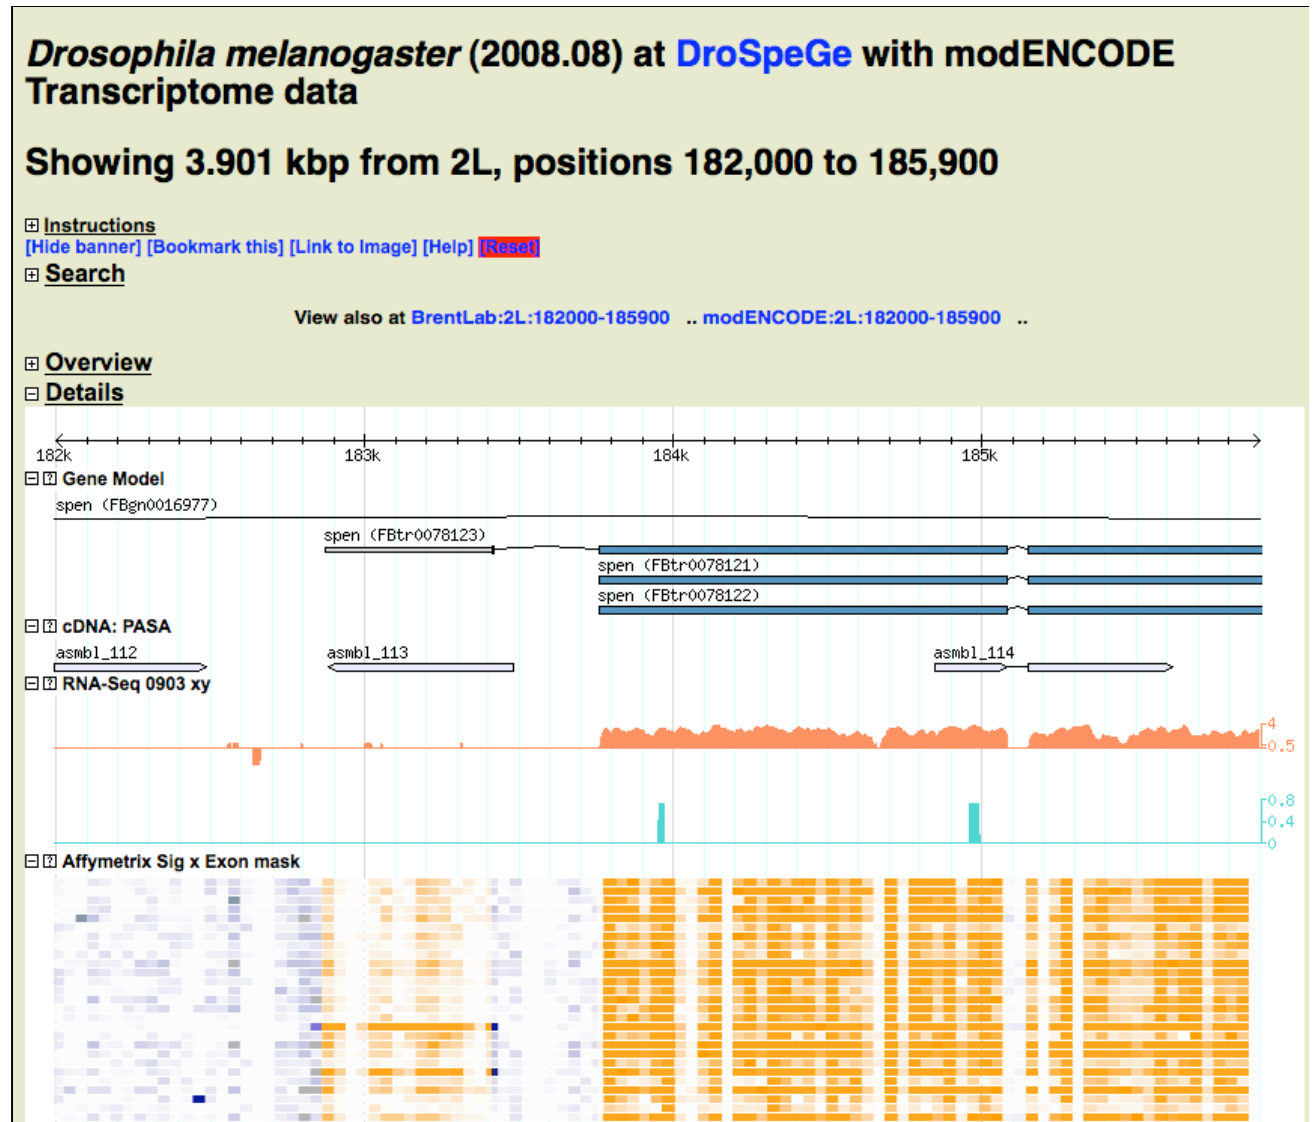 Drosophila melanogaster (2008.08) at DroSpeGe with modENCODE
Transcriptome data
Showing 3.901 kbp from 2L, positions 182,000 to 185,900
Instructions
[Hide banner] [Bookmark this] [Link to Image] [Help] [Reset]
Search
View also at BrentLab:2L:182000-185900 .. modENCODE:2L:182000-185900 ..
Overview
Details
182k 183k 184k 185k
? Gene Model
spen (FBgn0016977)
spen (FBtr0078123)
spen (FBtr0078121)
spen (FBtr0078122)
? cDNA: PASA
asmbl_112 asmbl_113 asmbl_114
? RNA-Seq 0903 xy
4
0.5
0.8
0.4
0
? Affymetrix Sig x Exon mask